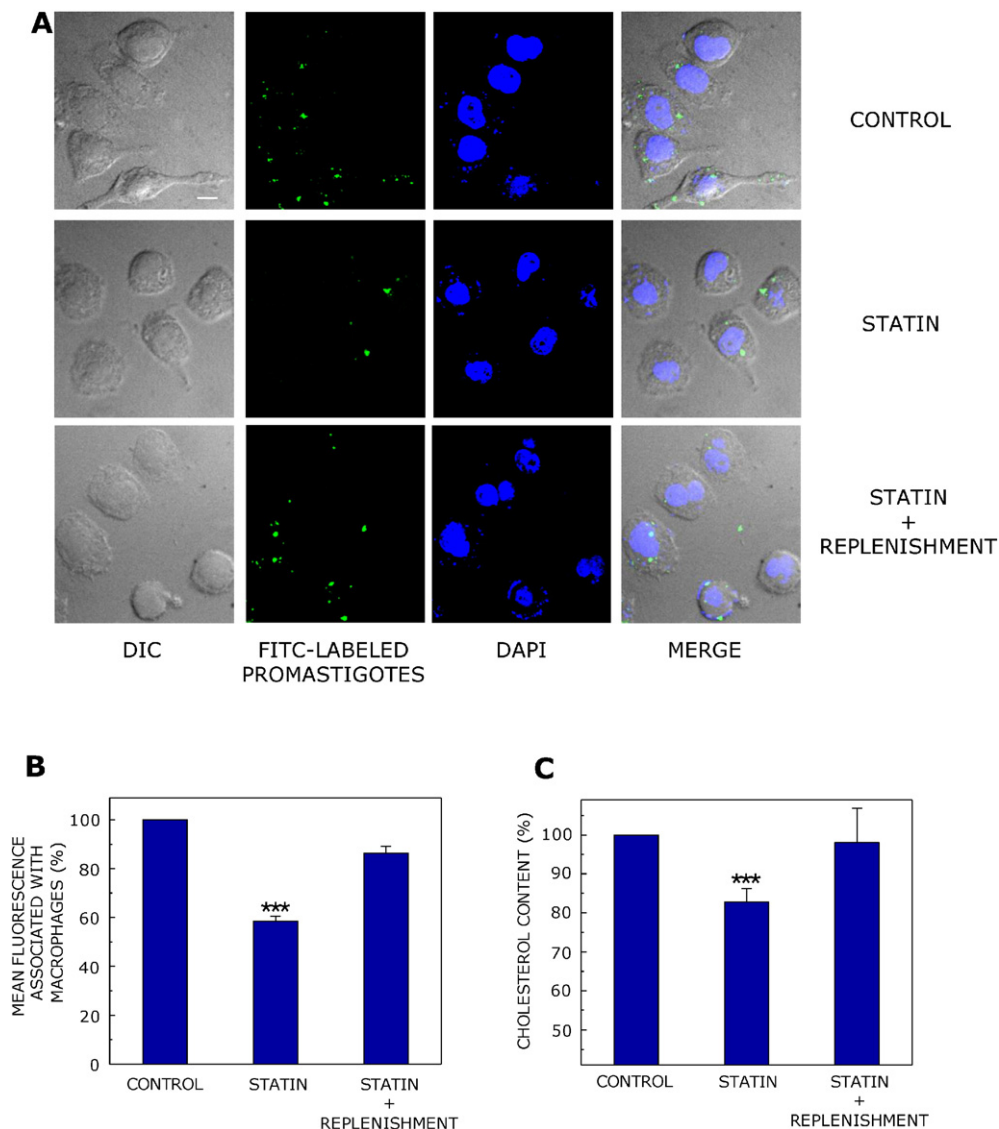 A
CONTROL
STATIN
STATIN
+
REPLENISHMENT
DIC
FITC-LABELED
PROMASTIGOTES
DAPI
MERGE
B
MEAN FLUORESCENCE
ASSOCIATED WITH
MACROPHAGES (%)
100
80
60
40
20
0
***
CONTROL
STATIN
STATIN
+
REPLENISHMENT
C
CHOLESTEROL CONTENT (%)
100
90
80
70
60
50
***
CONTROL
STATIN
STATIN
+
REPLENISHMENT